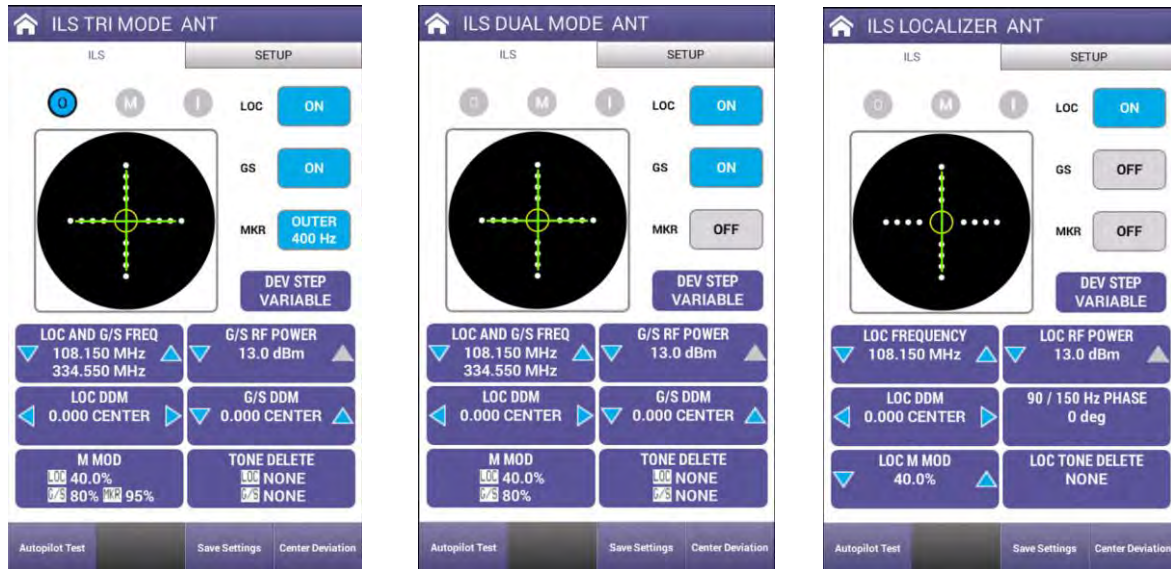 ILS TRI MODE ANT
ILS
SETUP
O
M
I
LOC
ON
GS
ON
MKR
OUTER
400 Hz
DEV STEP
VARIABLE
LOC AND G/S FREQ
108.150 MHz
334.550 MHz
G/S RF POWER
13.0 dBm
LOC DDM
0.000 CENTER
G/S DDM
0.000 CENTER
M MOD
LOC 40.0%
G/S 80% MKR 95%
TONE DELETE
LOC NONE
G/S NONE
Autopilot Test
Save Settings
Center Deviation
ILS DUAL MODE ANT
ILS
SETUP
O
M
I
LOC
ON
GS
ON
MKR
OFF
DEV STEP
VARIABLE
LOC AND G/S FREQ
108.150 MHz
334.550 MHz
G/S RF POWER
13.0 dBm
LOC DDM
0.000 CENTER
G/S DDM
0.000 CENTER
M MOD
LOC 40.0%
G/S 80%
TONE DELETE
LOC NONE
G/S NONE
Autopilot Test
Save Settings
Center Deviation
ILS LOCALIZER ANT
ILS
SETUP
O
M
I
LOC
ON
GS
OFF
MKR
OFF
DEV STEP
VARIABLE
LOC FREQUENCY
108.150 MHz
LOC RF POWER
13.0 dBm
LOC DDM
0.000 CENTER
90 / 150 Hz PHASE
0 deg
LOC M MOD
40.0%
LOC TONE DELETE
NONE
Autopilot Test
Save Settings
Center Deviation